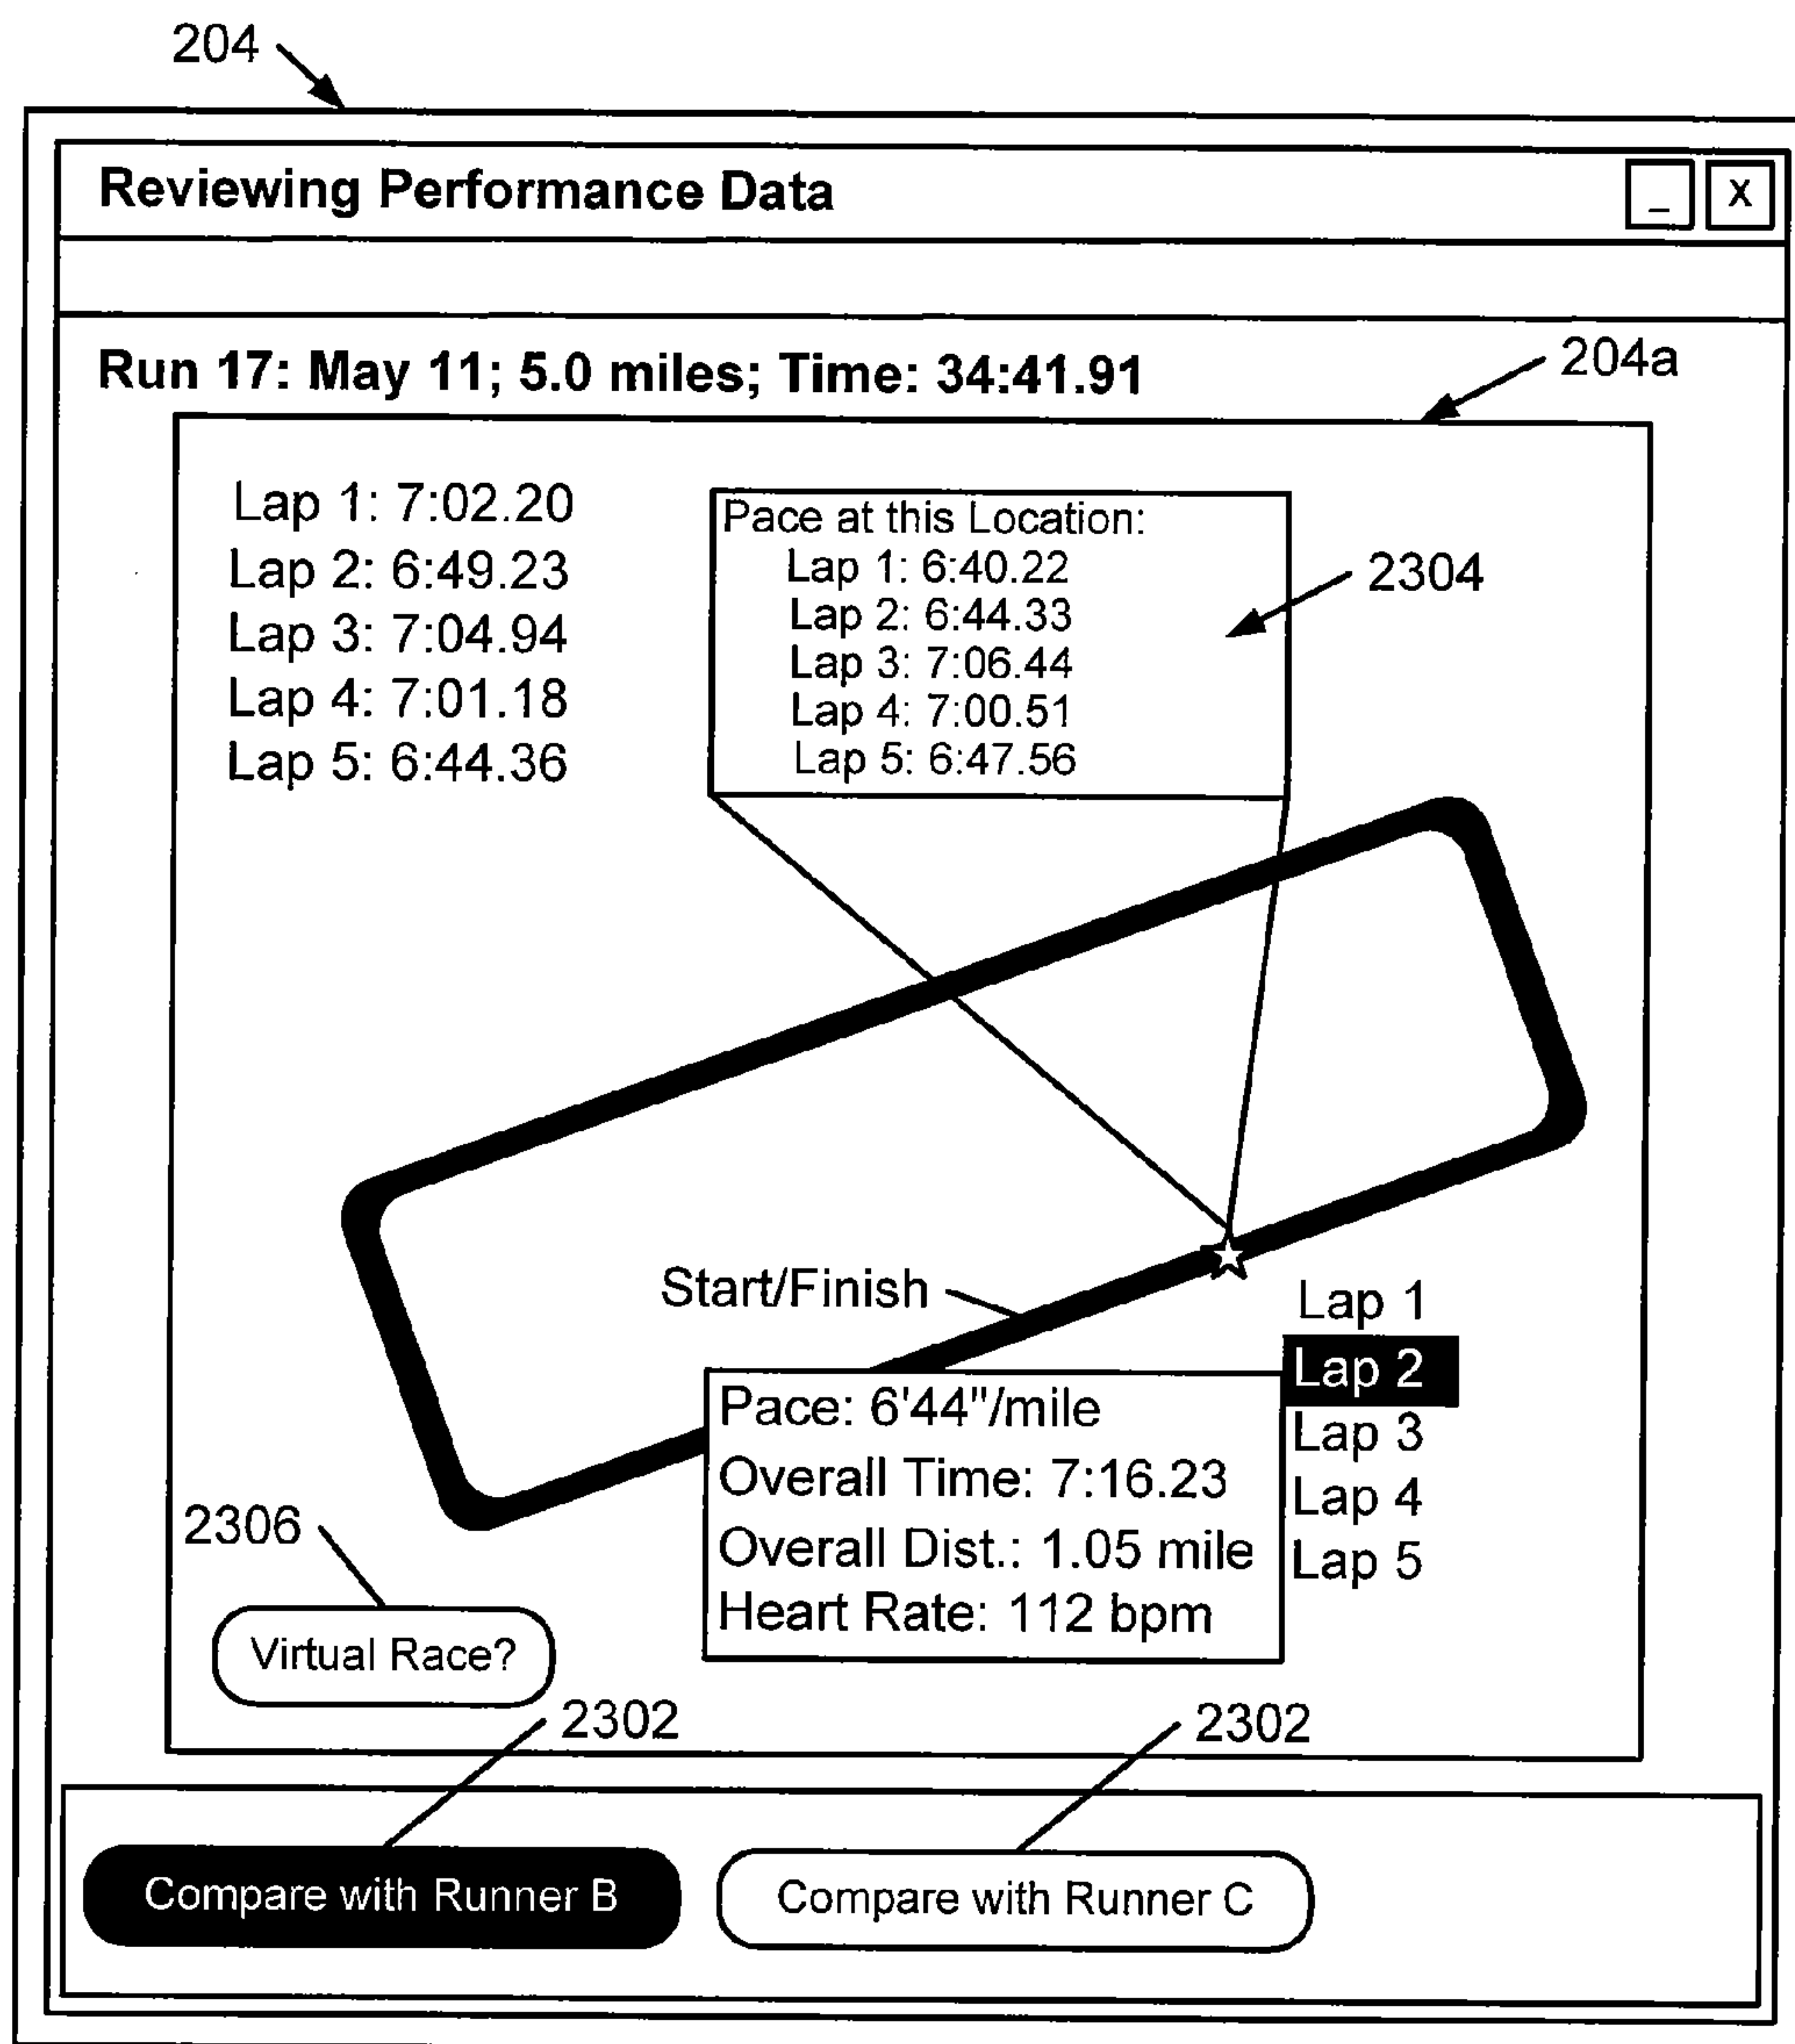 204
Reviewing Performance Data
_ X
Run 17: May 11; 5.0 miles; Time: 34:41.91
204a
Lap 1: 7:02.20
Lap 2: 6:49.23
Lap 3: 7:04.94
Lap 4: 7:01.18
Lap 5: 6:44.36
Pace at this Location:
Lap 1: 6:40.22
Lap 2: 6:44.33
Lap 3: 7:06.44
Lap 4: 7:00.51
Lap 5: 6:47.56
2304
Start/Finish
Lap 1
Lap 2
Lap 3
Lap 4
Lap 5
Pace: 6'44"/mile
Overall Time: 7:16.23
Overall Dist.: 1.05 mile
Heart Rate: 112 bpm
2306
Virtual Race?
2302
2302
Compare with Runner B
Compare with Runner C